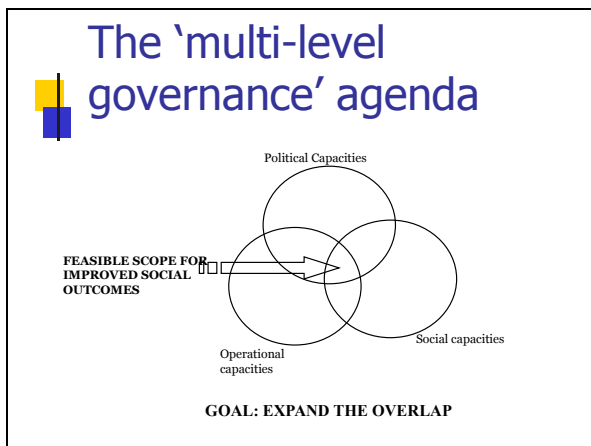 The ‘multi-level
governance’ agenda
Political Capacities
FEASIBLE SCOPE FOR
IMPROVED SOCIAL
OUTCOMES
Social capacities
Operational
capacities
GOAL: EXPAND THE OVERLAP